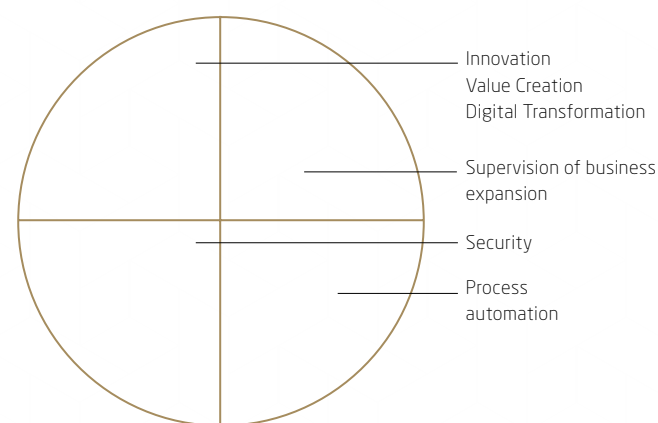 Innovation
Value Creation
Digital Transformation
Supervision of business
expansion
Security
Process
automation